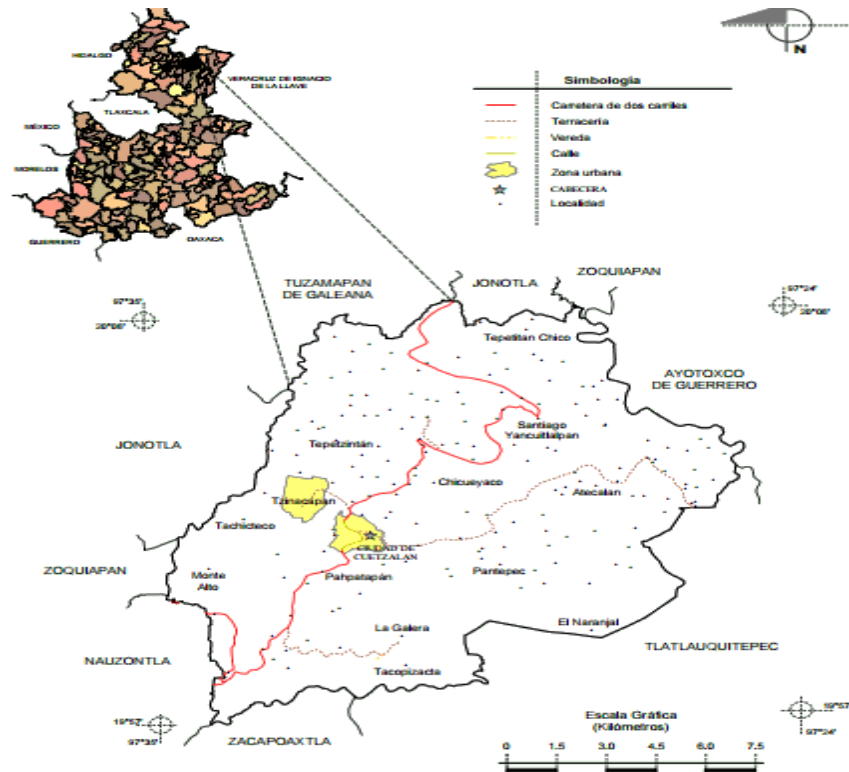 HIDALGO
VERACRUZ DE IGNACIO
DE LA LLAVE
TLAXCALA
MÉXICO
MORELOS
GUERRERO
OAXACA
N
Simbología
Carretera de dos carriles
Terracería
Vereda
Calle
Zona urbana
CABECERA
Localidad
TUZAMAPAN
DE GALEANA
JONOTLA
ZOQUIAPAN
97°35'
20°06'
97°24'
20°06'
Tepetitan Chico
AYOTOXCO
DE GUERRERO
JONOTLA
Santiago
Yancuitlalpan
Tepetzintán
Chicueyaco
Atecalan
Tzinacapan
Tachicteco
CIUDAD DE
CUETZALAN
ZOQUIAPAN
Monte
Alto
Pahpatapán
Pantepec
La Galera
El Naranjal
TLATLAUQUITEPEC
NAUZONTLA
Tacopizacta
19°57'
97°35'
ZACAPOAXTLA
Escala Gráfica
(Kilómetros)
19°57'
97°24'
0 1.5 3.0 4.5 6.0 7.5